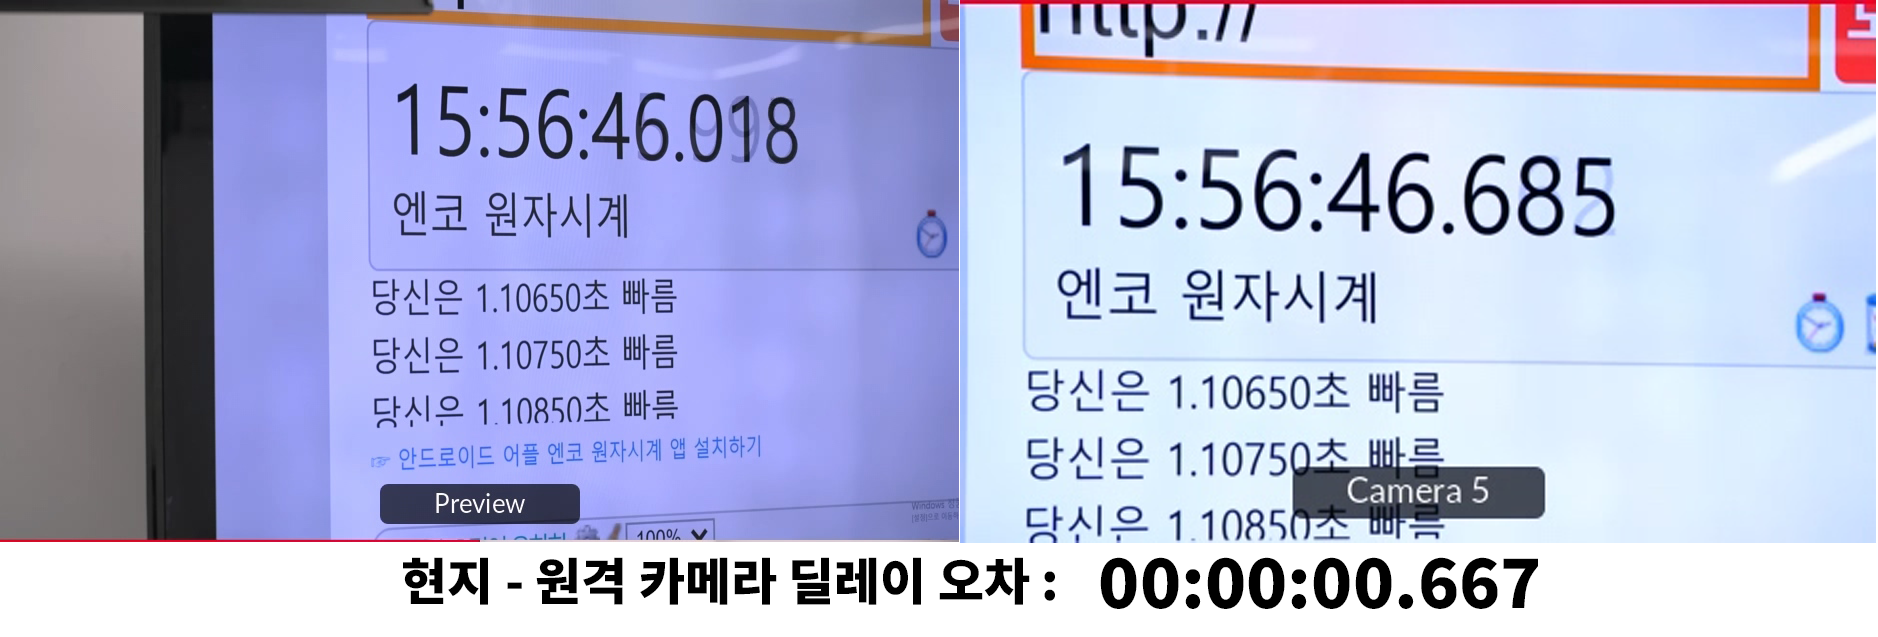 15:56:46.018
엔코 원자시계
당신은 1.10650초 빠름
당신은 1.10750초 빠름
당신은 1.10850초 빠름
☞ 안드로이드 어플 엔코 원자시계 앱 설치하기
Preview
Windows
100%
http://
15:56:46.685
엔코 원자시계
당신은 1.10650초 빠름
당신은 1.10750초 빠름
Camera 5
당신은 1.10850초 빠름
현지 - 원격 카메라 딜레이 오차 : 00:00:00.667